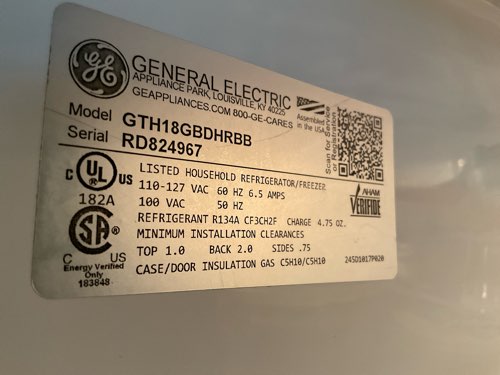 GE
GENERAL ELECTRIC
APPLIANCE PARK, LOUISVILLE, KY 40225
GEAPPLIANCES.COM 800-GE-CARES
Assembled
in the USA
Scan for Service
or Registration
Model GTH18GBDHRBB
Serial RD824967
C UL US
182A
LISTED HOUSEHOLD REFRIGERATOR/FREEZER
110-127 VAC 60 HZ 6.5 AMPS
100 VAC 50 HZ
REFRIGERANT R134A CF3CH2F CHARGE 4.75 OZ.
MINIMUM INSTALLATION CLEARANCES
TOP 1.0 BACK 2.0 SIDES .75
CASE/DOOR INSULATION GAS C5H10/C5H10
AHAM
VERIFIDE
SA
C US
Energy Verified
Only
183848
245D1017P020